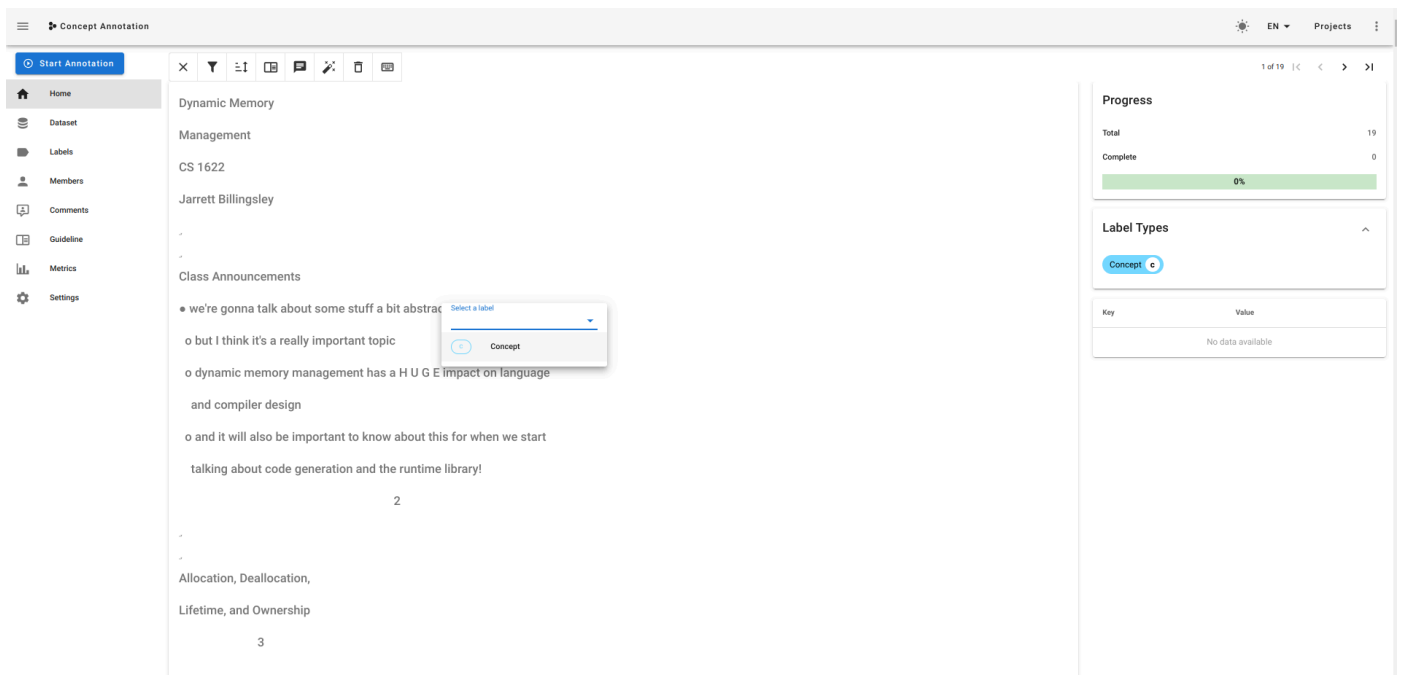 Concept Annotation
EN
Projects
Start Annotation
1 of 19
Home
Dataset
Labels
Members
Comments
Guideline
Metrics
Settings
Dynamic Memory
Management
CS 1622
Jarrett Billingsley
Class Announcements
● we're gonna talk about some stuff a bit abstrac
o but I think it's a really important topic
o dynamic memory management has a H U G E impact on language
and compiler design
o and it will also be important to know about this for when we start
talking about code generation and the runtime library!
2
Allocation, Deallocation,
Lifetime, and Ownership
3
Select a label
c Concept
Progress
Total 19
Complete 0
0%
Label Types
Concept c
Key Value
No data available